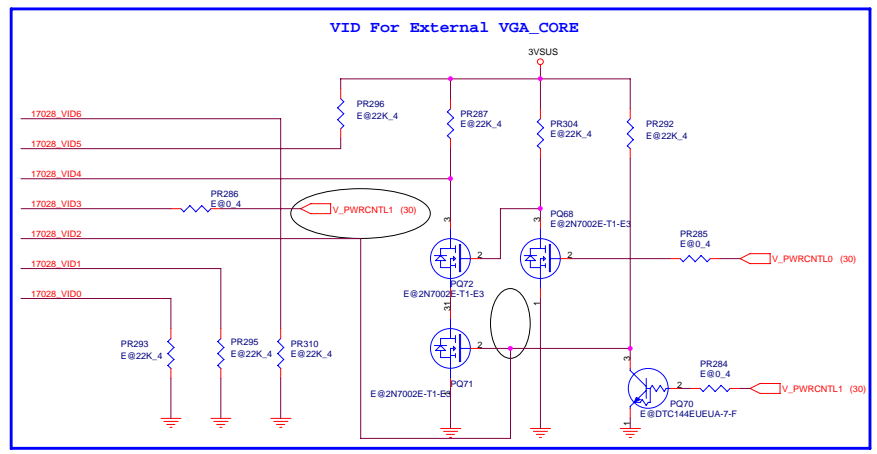 VID For External VGA_CORE
3VSUS
PR296
E@22K_4
PR287
E@22K_4
PR304
E@22K_4
PR292
E@22K_4
17028_VID6
17028_VID5
17028_VID4
17028_VID3
PR286
E@0_4
V_PWRCNTL1 (30)
17028_VID2
17028_VID1
17028_VID0
3
2
PQ72
E@2N7002E-T1-E3
3
PQ68
E@2N7002E-T1-E3
2
1
PR285
E@0_4
V_PWRCNTL0 (30)
31
2
PQ71
E@2N7002E-T1-E3
1
PR293
E@22K_4
PR295
E@22K_4
PR310
E@22K_4
3
2
1
PQ70
E@DTC144EUEUA-7-F
PR284
E@0_4
V_PWRCNTL1 (30)